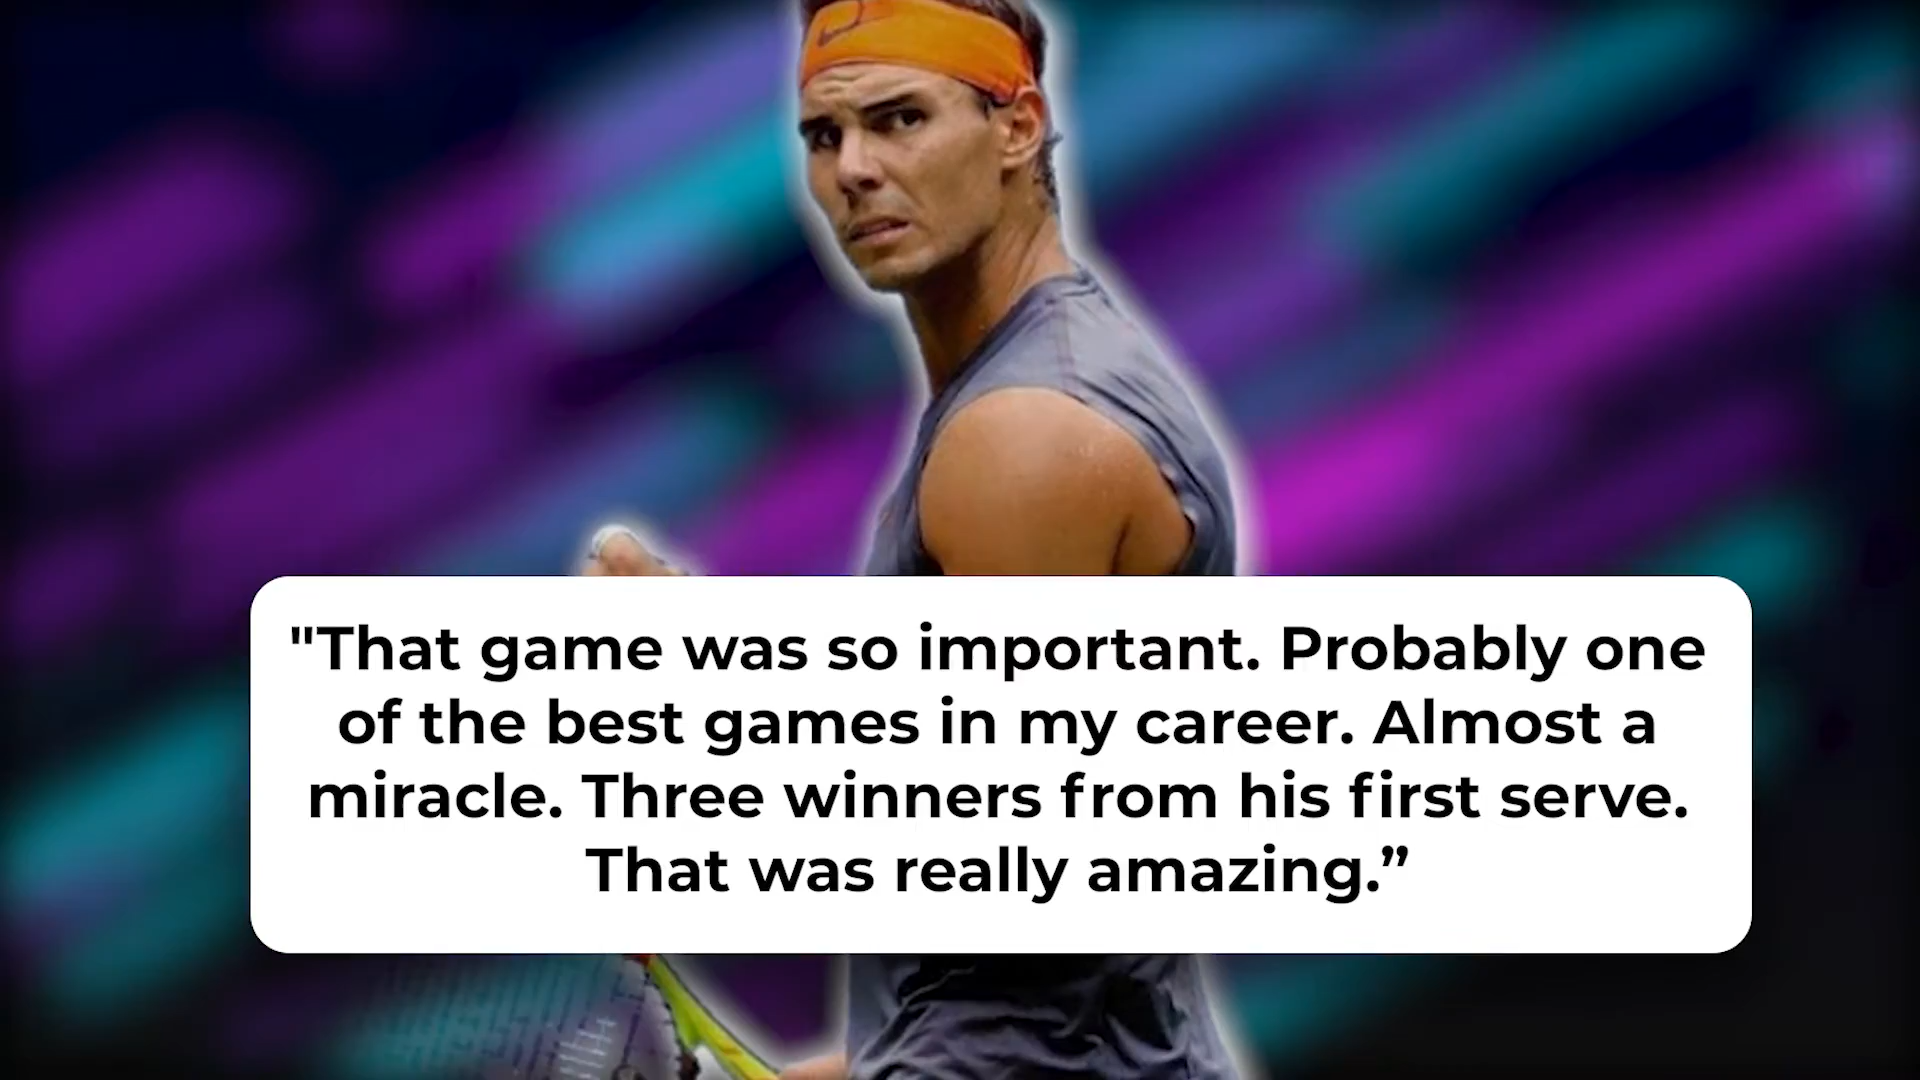 "That game was so important. Probably one
of the best games in my career. Almost a
miracle. Three winners from his first serve.
That was really amazing.”